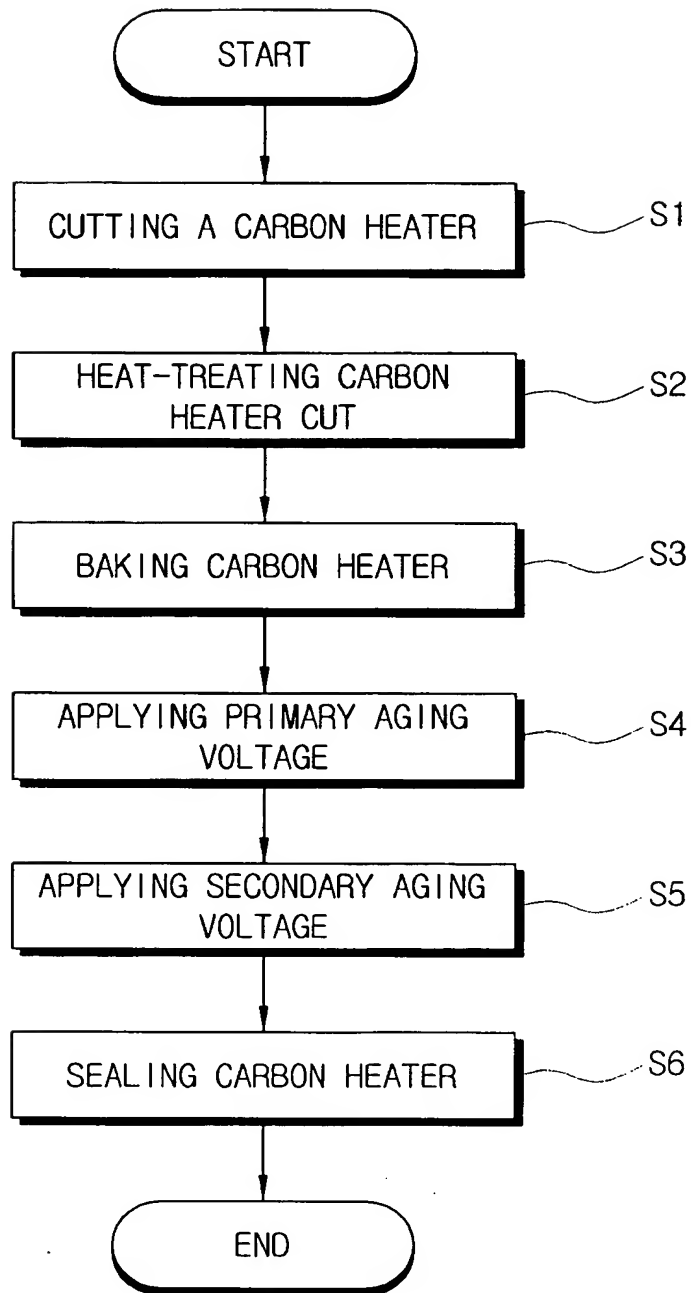 START
CUTTING A CARBON HEATER
S1
HEAT-TREATING CARBON
HEATER CUT
S2
BAKING CARBON HEATER
S3
APPLYING PRIMARY AGING
VOLTAGE
S4
APPLYING SECONDARY AGING
VOLTAGE
S5
SEALING CARBON HEATER
S6
END